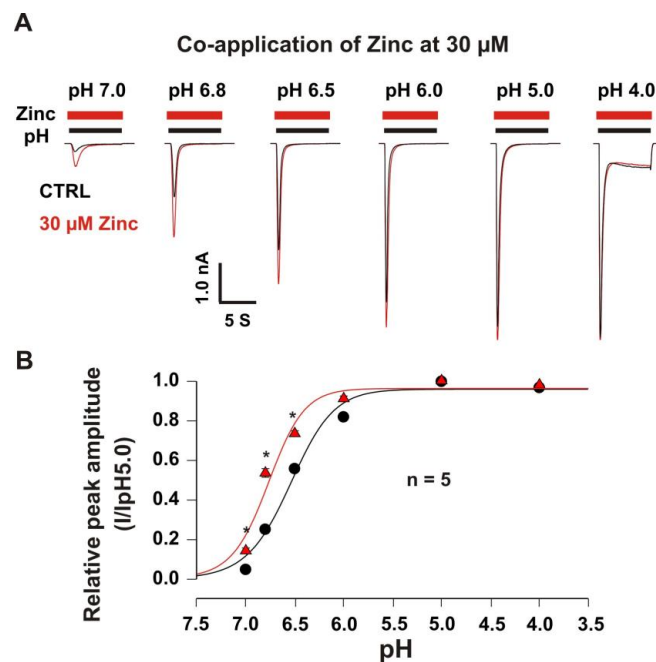 A
Co-application of Zinc at 30 µM
pH 7.0 pH 6.8 pH 6.5 pH 6.0 pH 5.0 pH 4.0
Zinc
pH
CTRL
30 µM Zinc
1.0 nA
5 S
B
Relative peak amplitude
(I/IpH5.0)
1.0
0.8
0.6
0.4
0.2
0.0
* * *
n = 5
7.5 7.0 6.5 6.0 5.5 5.0 4.5 4.0 3.5
pH